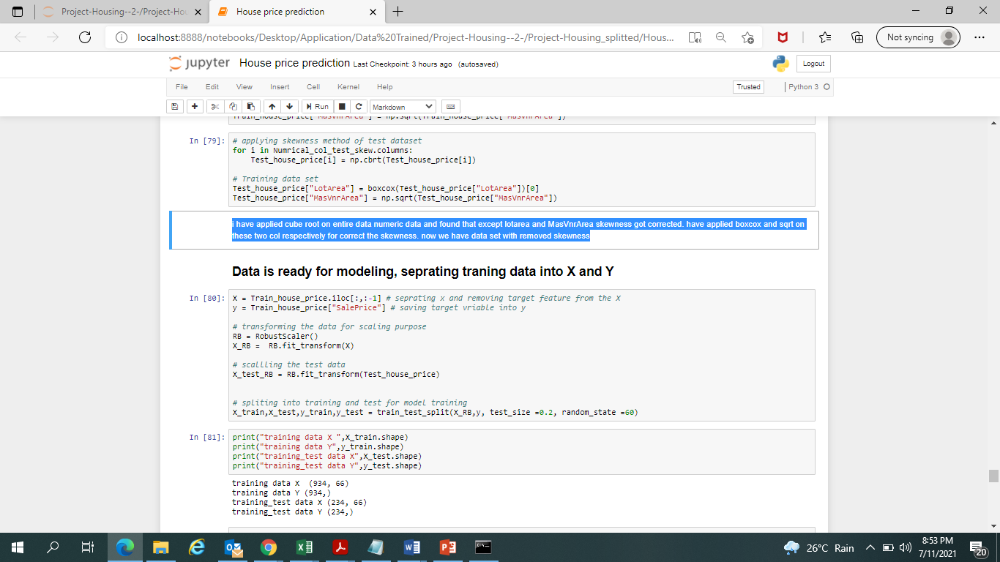 Project-Housing--2-/Project-Hou
House price prediction
localhost:8888/notebooks/Desktop/Application/Data%20Trained/Project-Housing--2-/Project-Housing_splitted/Hous...
Not syncing
jupyter House price prediction Last Checkpoint: 3 hours ago (autosaved)
Logout
File Edit View Insert Cell Kernel Help
Trusted
Python 3
Run
Markdown
Train_house_price["MasVnrArea"] = np.sqrt(Train_house_price["MasVnrArea"])
In [79]:
# applying skewness method of test dataset
for i in Numrical_col_test_skew.columns:
    Test_house_price[i] = np.cbrt(Test_house_price[i])
# Training data set
Test_house_price["LotArea"] = boxcox(Test_house_price["LotArea"])[0]
Test_house_price["MasVnrArea"] = np.sqrt(Test_house_price["MasVnrArea"])
i have applied cube root on entire data numeric data and found that except lotarea and MasVnrArea skewness got corrected. have applied boxcox and sqrt on
these two col respectively for correct the skewness. now we have data set with removed skewness
Data is ready for modeling, seprating traning data into X and Y
In [80]:
X = Train_house_price.iloc[:,:-1] # seprating x and removing target feature from the X
y = Train_house_price["SalePrice"] # saving target vriable into y
# transforming the data for scaling purpose
RB = RobustScaler()
X_RB =  RB.fit_transform(X)
# scallling the test data
X_test_RB = RB.fit_transform(Test_house_price)
# spliting into training and test for model training
X_train,X_test,y_train,y_test = train_test_split(X_RB,y, test_size =0.2, random_state =60)
In [81]:
print("training data X ",X_train.shape)
print("training data Y",y_train.shape)
print("training_test data X",X_test.shape)
print("training_test data Y",y_test.shape)
training data X  (934, 66)
training data Y (934,)
training_test data X (234, 66)
training_test data Y (234,)
26°C Rain
8:53 PM
7/11/2021
20